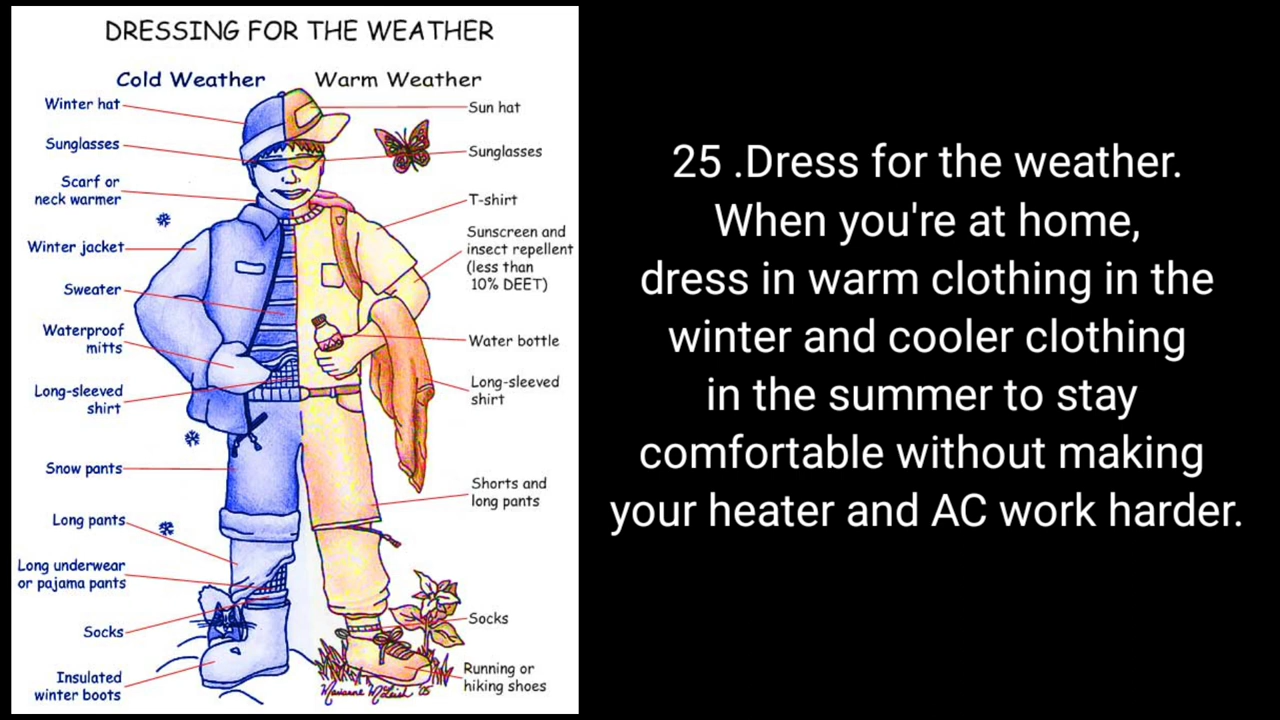 DRESSING FOR THE WEATHER
Cold Weather
Warm Weather
Winter hat
Sunglasses
Scarf or
neck warmer
Winter jacket
Sweater
Waterproof
mitts
Long-sleeved
shirt
Snow pants
Long pants
Long underwear
or pajama pants
Socks
Insulated
winter boots
Sun hat
Sunglasses
T-shirt
Sunscreen and
insect repellent
(less than
10% DEET)
Water bottle
Long-sleeved
shirt
Shorts and
long pants
Socks
Running or
hiking shoes
25 .Dress for the weather.
When you're at home,
dress in warm clothing in the
winter and cooler clothing
in the summer to stay
comfortable without making
your heater and AC work harder.